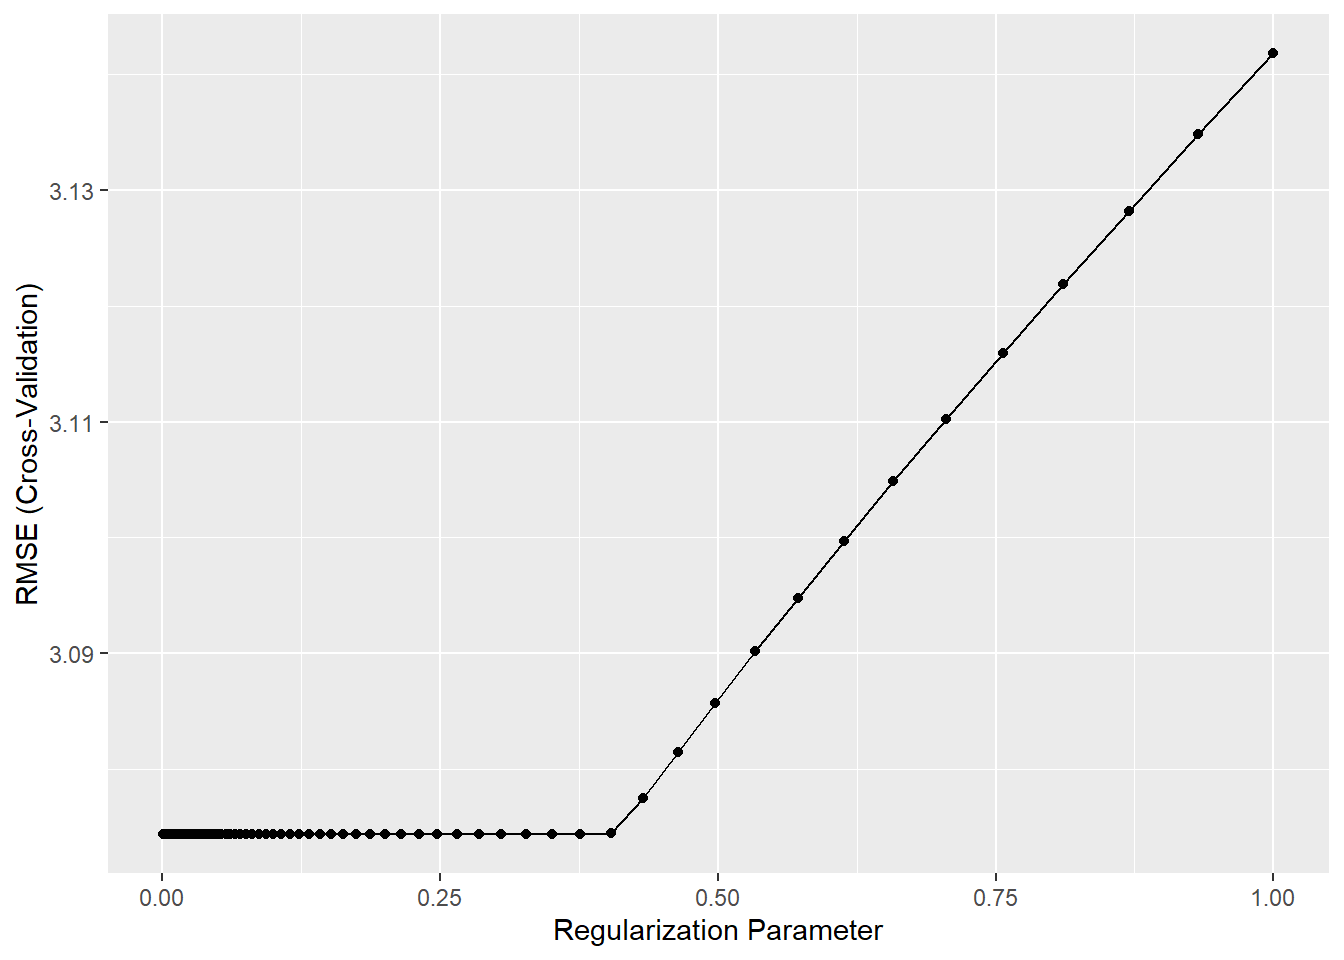 RMSE (Cross-Validation)
3.13
3.11
3.09
0.00 0.25 0.50 0.75 1.00
Regularization Parameter